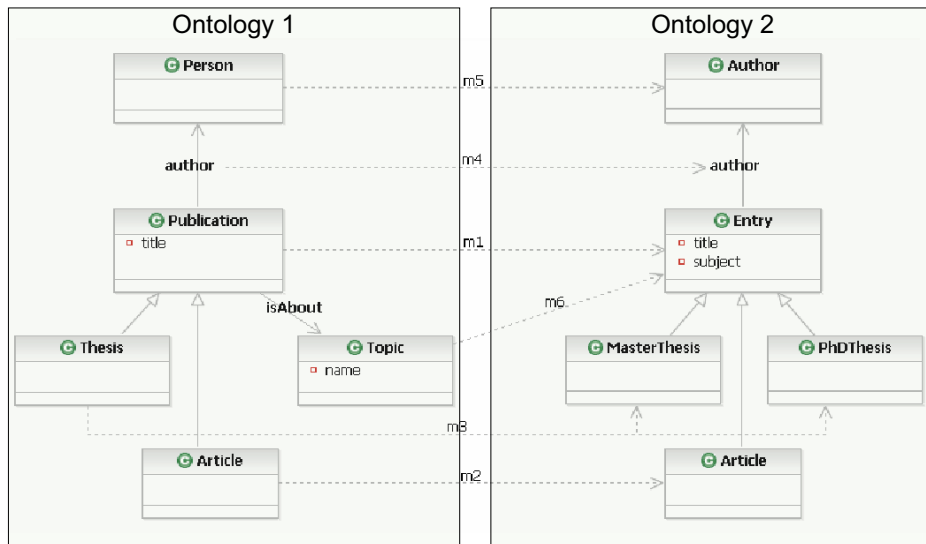 Ontology 1
Ontology 2
C Person
C Author
m5
author
m4
author
C Publication
title
C Entry
title
subject
m1
isAbout
m6
C Thesis
C Topic
name
C MasterThesis
C PhDThesis
m3
C Article
C Article
m2